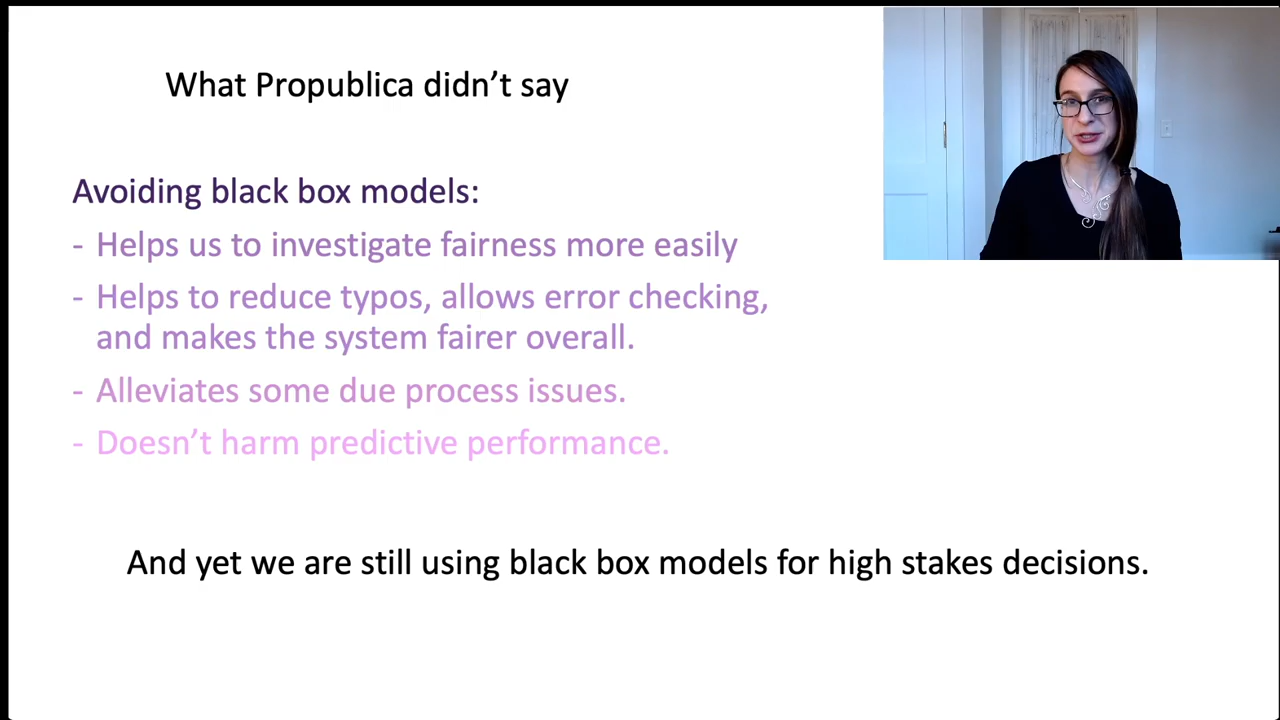 What Propublica didn’t say
Avoiding black box models:
- Helps us to investigate fairness more easily
- Helps to reduce typos, allows error checking,
and makes the system fairer overall.
- Alleviates some due process issues.
- Doesn’t harm predictive performance.
And yet we are still using black box models for high stakes decisions.